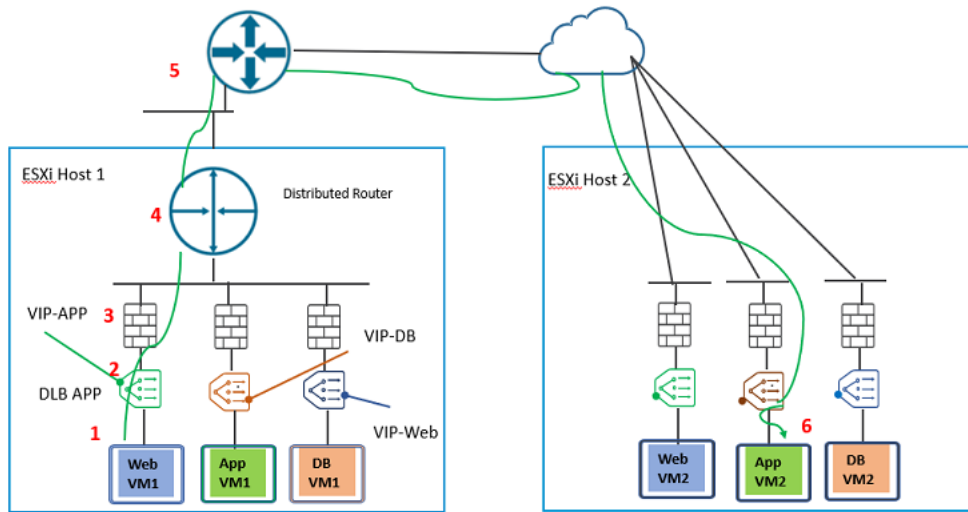 5
ESXi Host 1
Distributed Router
4
ESXi Host 2
VIP-APP
3
VIP-DB
2
DLB APP
VIP-Web
1
6
Web
VM1
App
VM1
DB
VM1
Web
VM2
App
VM2
DB
VM2